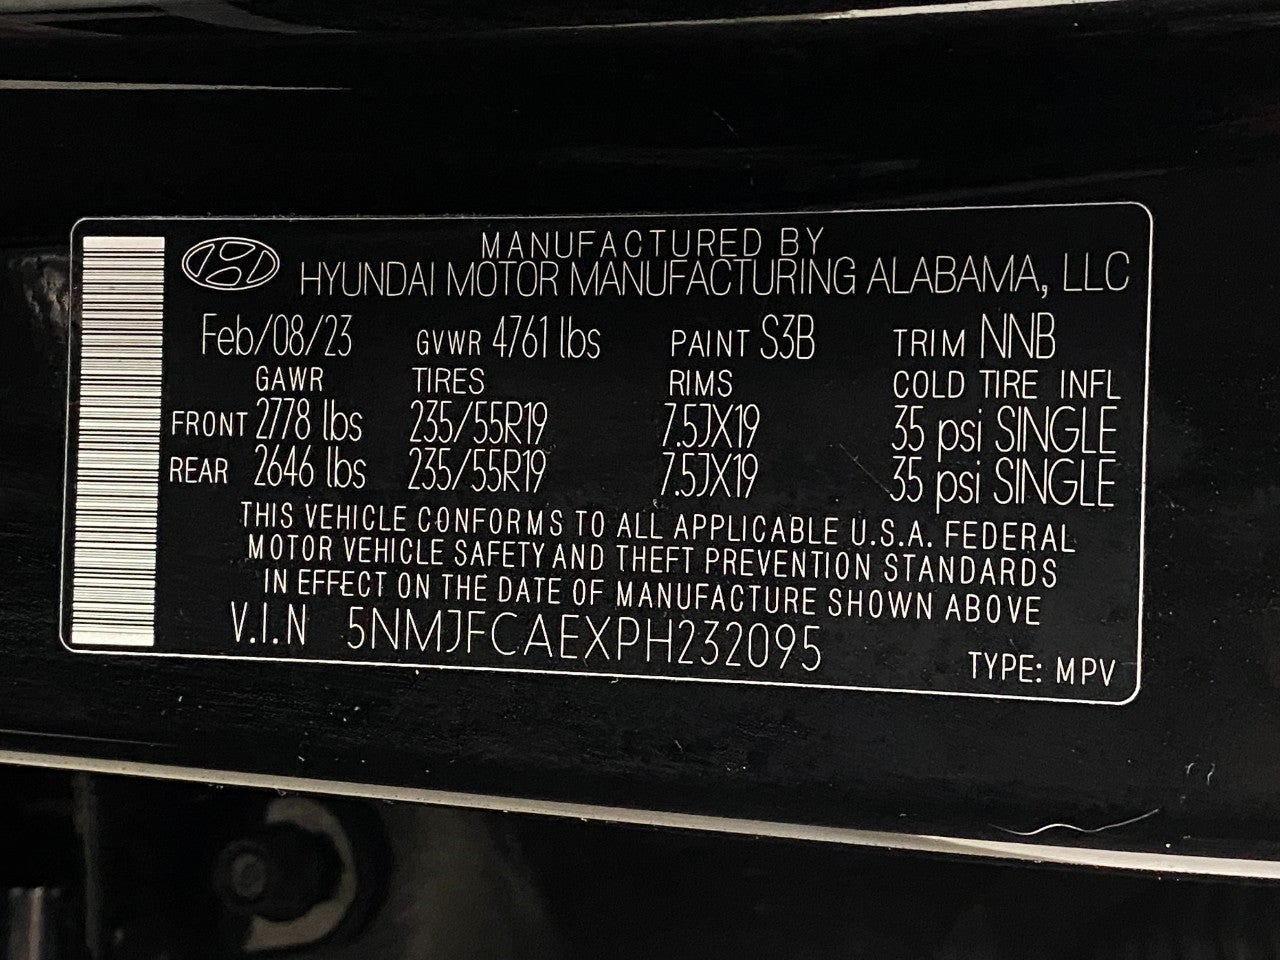 MANUFACTURED BY
HYUNDAI MOTOR MANUFACTURING ALABAMA, LLC
Feb/08/23 GVWR 4761 lbs PAINT S3B TRIM NNB
GAWR TIRES RIMS COLD TIRE INFL
FRONT 2778 lbs 235/55R19 7.5JX19 35 psi SINGLE
REAR 2646 lbs 235/55R19 7.5JX19 35 psi SINGLE
THIS VEHICLE CONFORMS TO ALL APPLICABLE U.S.A. FEDERAL
MOTOR VEHICLE SAFETY AND THEFT PREVENTION STANDARDS
IN EFFECT ON THE DATE OF MANUFACTURE SHOWN ABOVE
V.I.N 5NMJFCAEXPH232095 TYPE: MPV